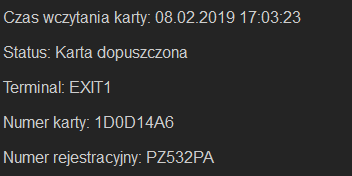 Czas wczytania karty: 08.02.2019 17:03:23
Status: Karta dopuszczona
Terminal: EXIT1
Numer karty: 1D0D14A6
Numer rejestracyjny: PZ532PA